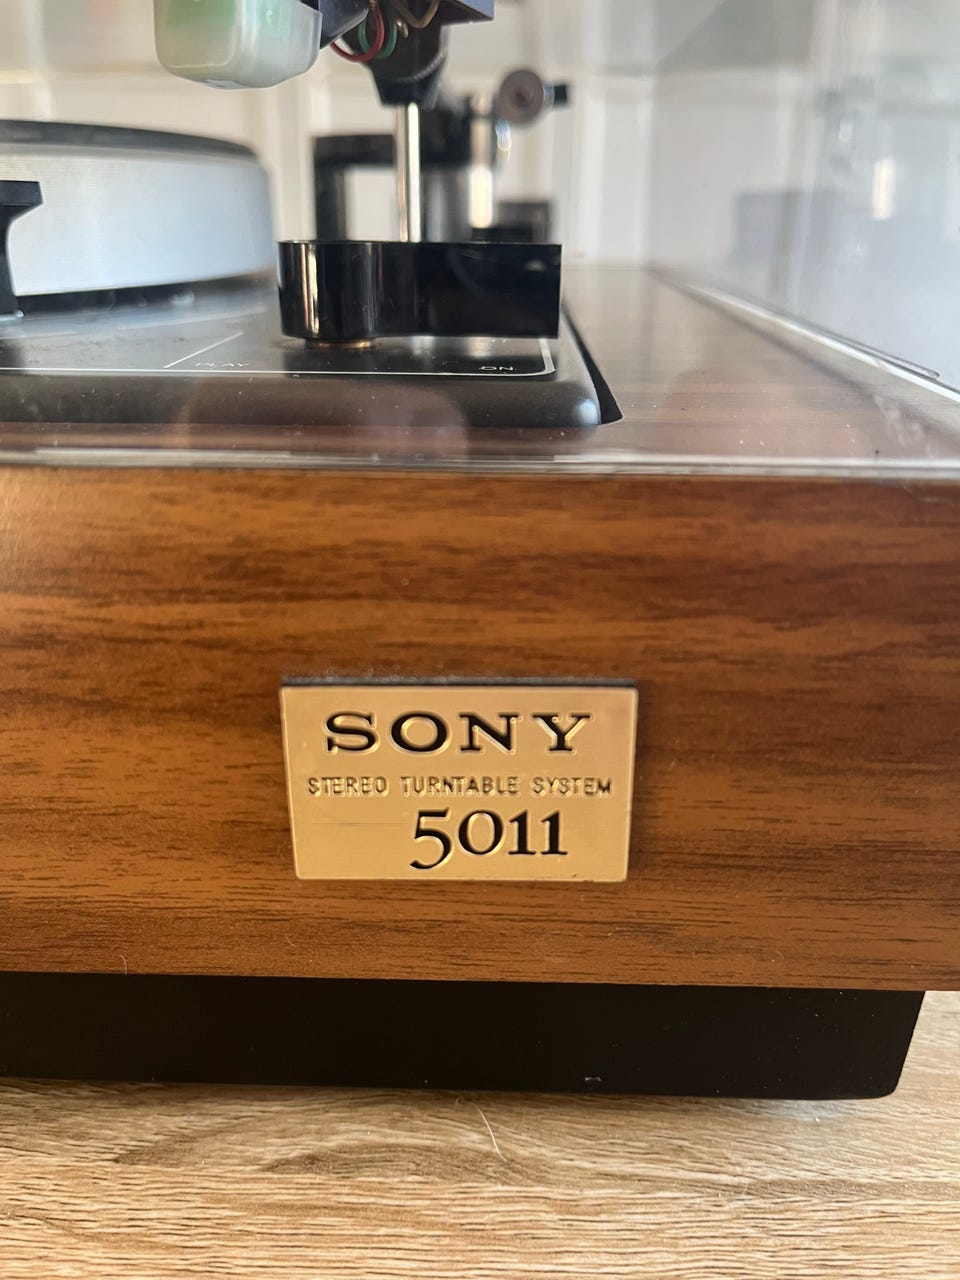 PLAY
ON
SONY
STEREO TURNTABLE SYSTEM
5011